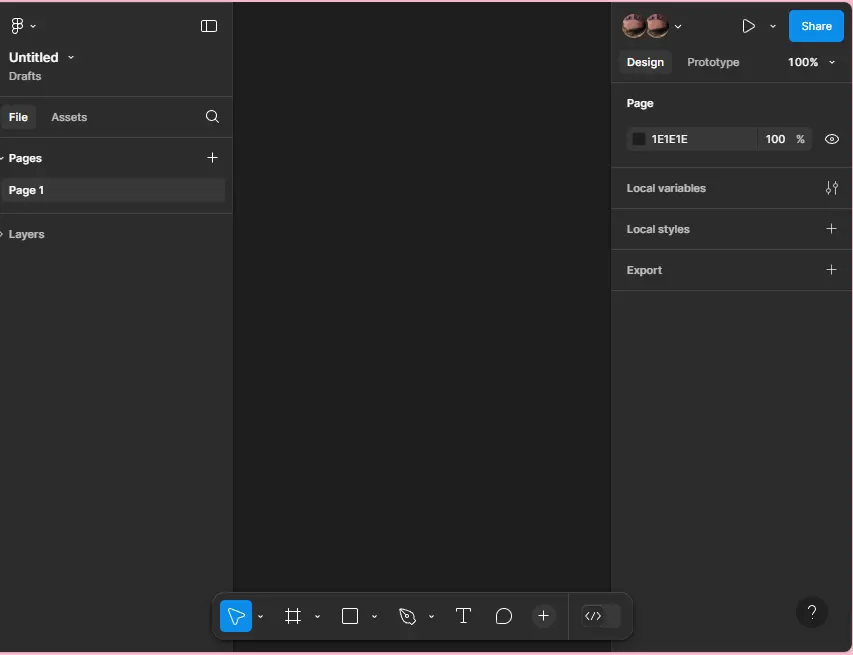 Untitled
Drafts
File Assets
Pages
Page 1
Layers
Share
Design Prototype 100%
Page
1E1E1E 100 %
Local variables
Local styles
Export
?